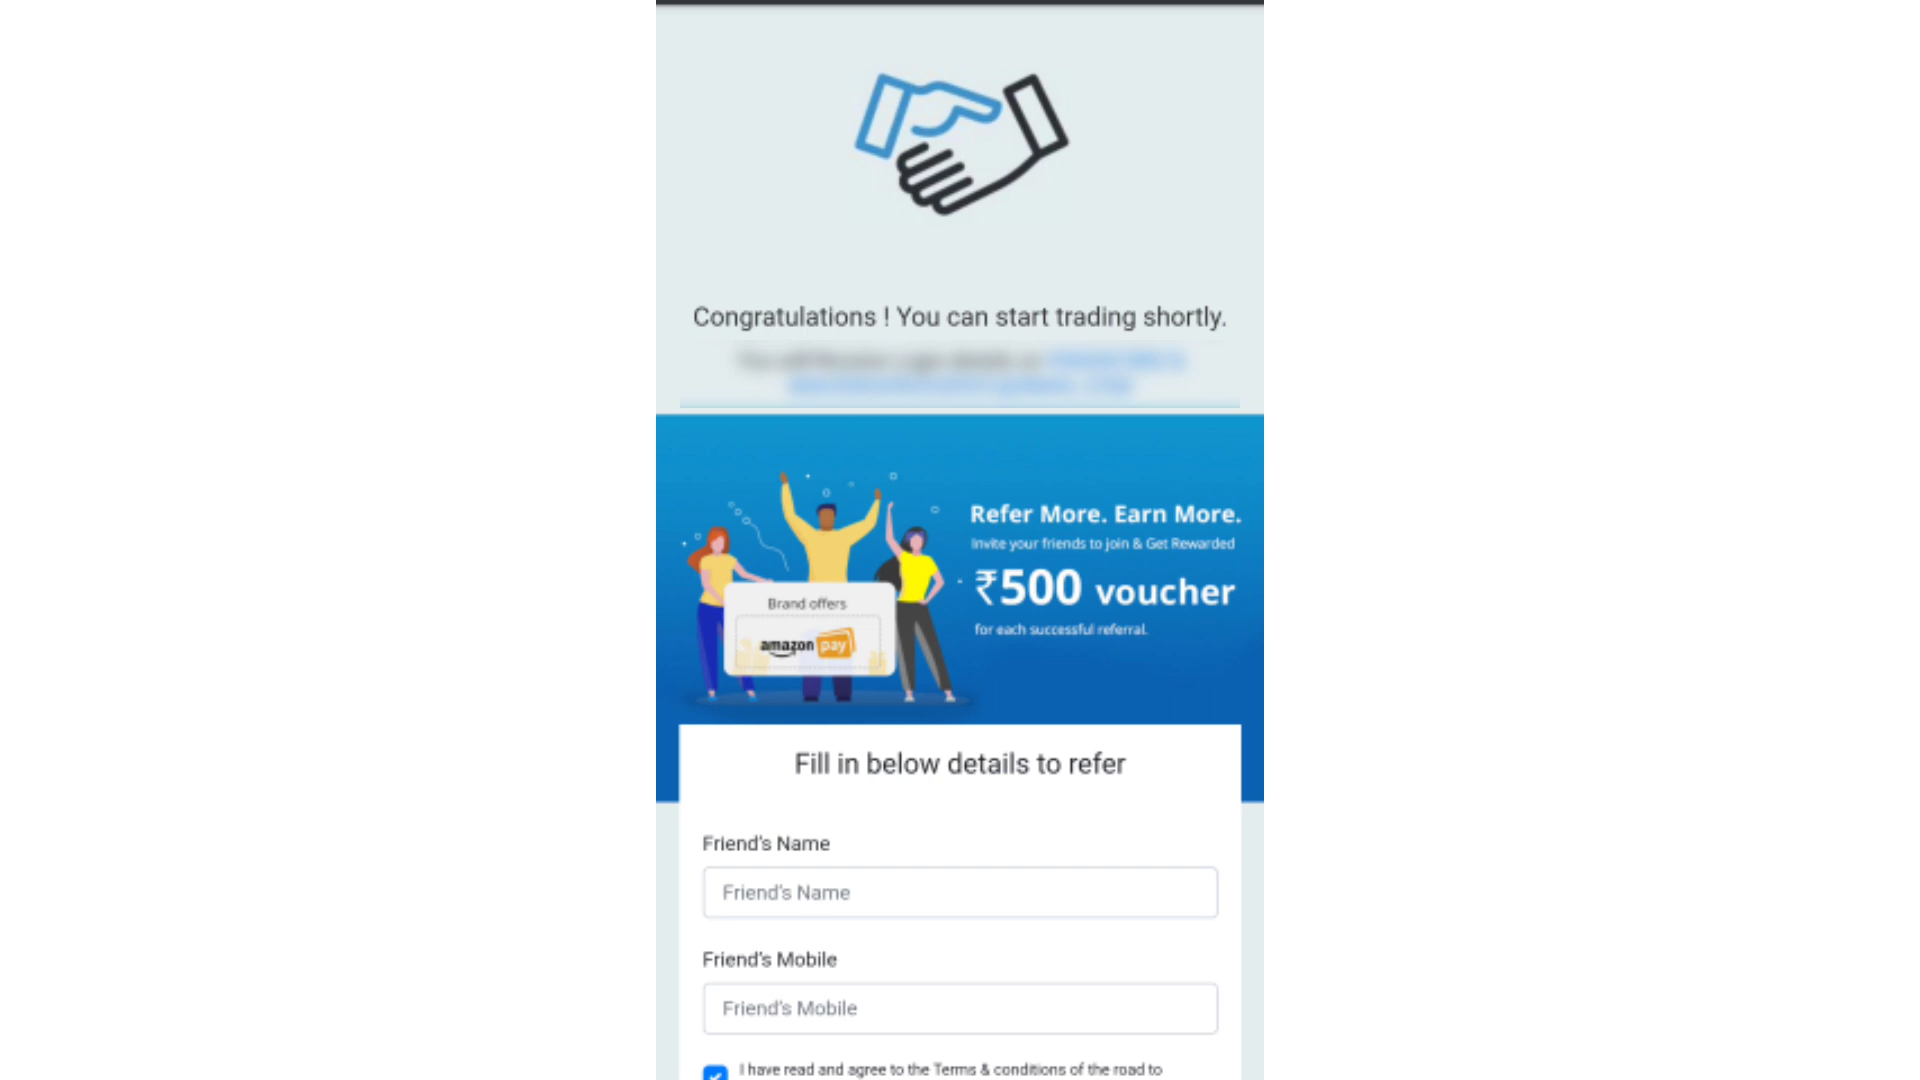 Congratulations ! You can start trading shortly.
Refer More. Earn More.
Invite your friends to join & Get Rewarded
₹500 voucher
for each successful referral.
Brand offers
amazon pay
Fill in below details to refer
Friend's Name
Friend's Name
Friend's Mobile
Friend's Mobile
I have read and agree to the Terms & conditions of the road to